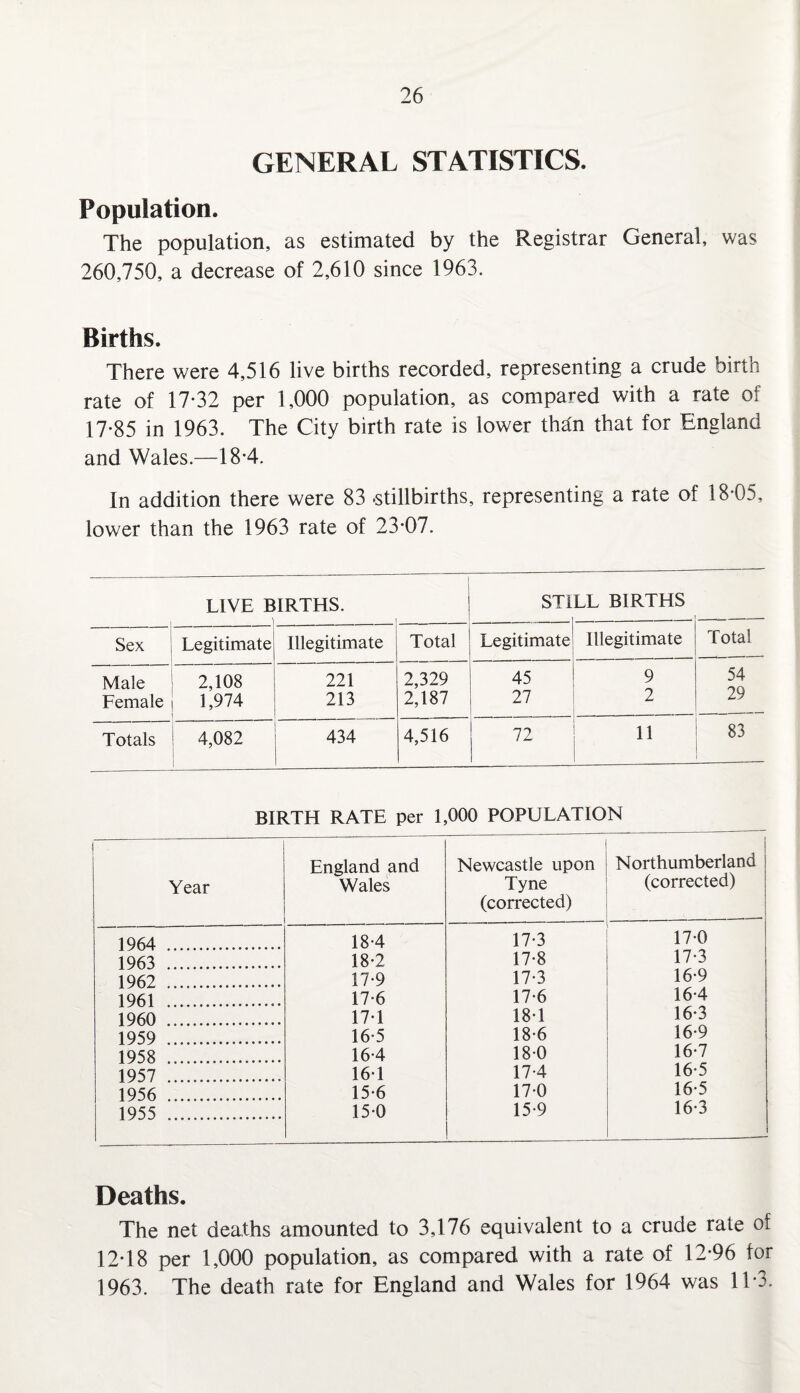 26
GENERAL STATISTICS.
Population.
The population, as estimated by the Registrar General, was
260,750, a decrease of 2,610 since 1963.
Births.
There were 4,516 live births recorded, representing a crude birth
rate of 17·32 per 1,000 population, as compared with a rate of
17·85 in 1963. The City birth rate is lower than that for England
and Wales.—18·4.
In addition there were 83 stillbirths, representing a rate of 18·05,
lower than the 1963 rate of 23·07.
LIVE BIRTHS. STILL BIRTHS
Sex Legitimate Illegitimate Total Legitimate Illegitimate Total
Male 2,108 221 2,329 45 9 54
Female 1,974 213 2,187 27 2 29
Totals 4,082 434 4,516 72 11 83
BIRTH RATE per 1,000 POPULATION
Year England and Wales Newcastle upon Tyne (corrected) Northumberland (corrected)
1964 .................... 18·4 17·3 17·0
1963 .................... 18·2 17·8 17·3
1962 .................... 17·9 17·3 16·9
1961 .................... 17·6 17·6 16·4
1960 .................... 17·1 18·1 16·3
1959 .................... 16·5 18·6 16·9
1958 .................... 16·4 18·0 16·7
1957 .................... 16·1 17·4 16·5
1956 .................... 15·6 17·0 16·5
1955 .................... 15·0 15·9 16·3
Deaths.
The net deaths amounted to 3,176 equivalent to a crude rate of
12·18 per 1,000 population, as compared with a rate of 12·96 for
1963. The death rate for England and Wales for 1964 was 11·3.